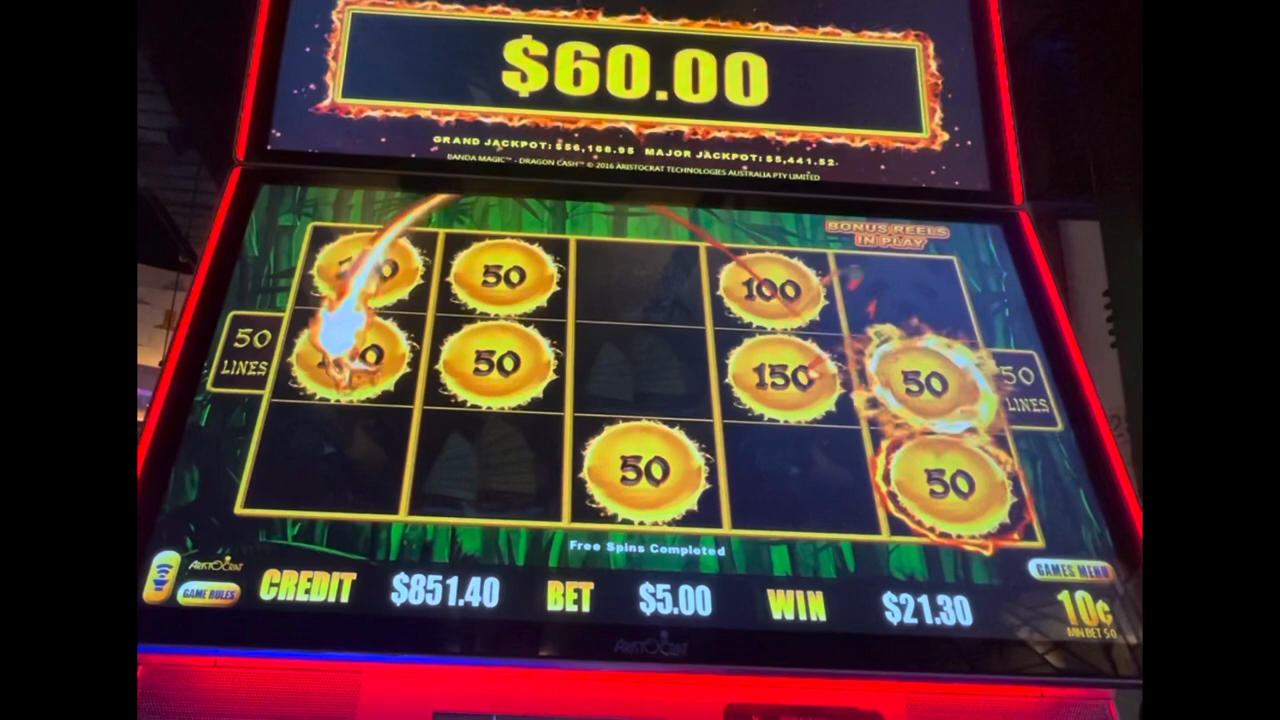 $60.00
GRAND JACKPOT: $56,168.95 MAJOR JACKPOT: $5,441.52
PANDA MAGIC™ - DRAGON CASH™ © 2016 ARISTOCRAT TECHNOLOGIES AUSTRALIA PTY LIMITED
BONUS REELS
IN PLAY
50 100
50 50 150 50 50
LINES LINES
50 50
Free Spins Completed
ARISTOCRAT
GAME RULES
CREDIT $851.40 BET $5.00 WIN $21.30
GAMES MENU
10¢
MIN BET 50
ARISTOCRAT